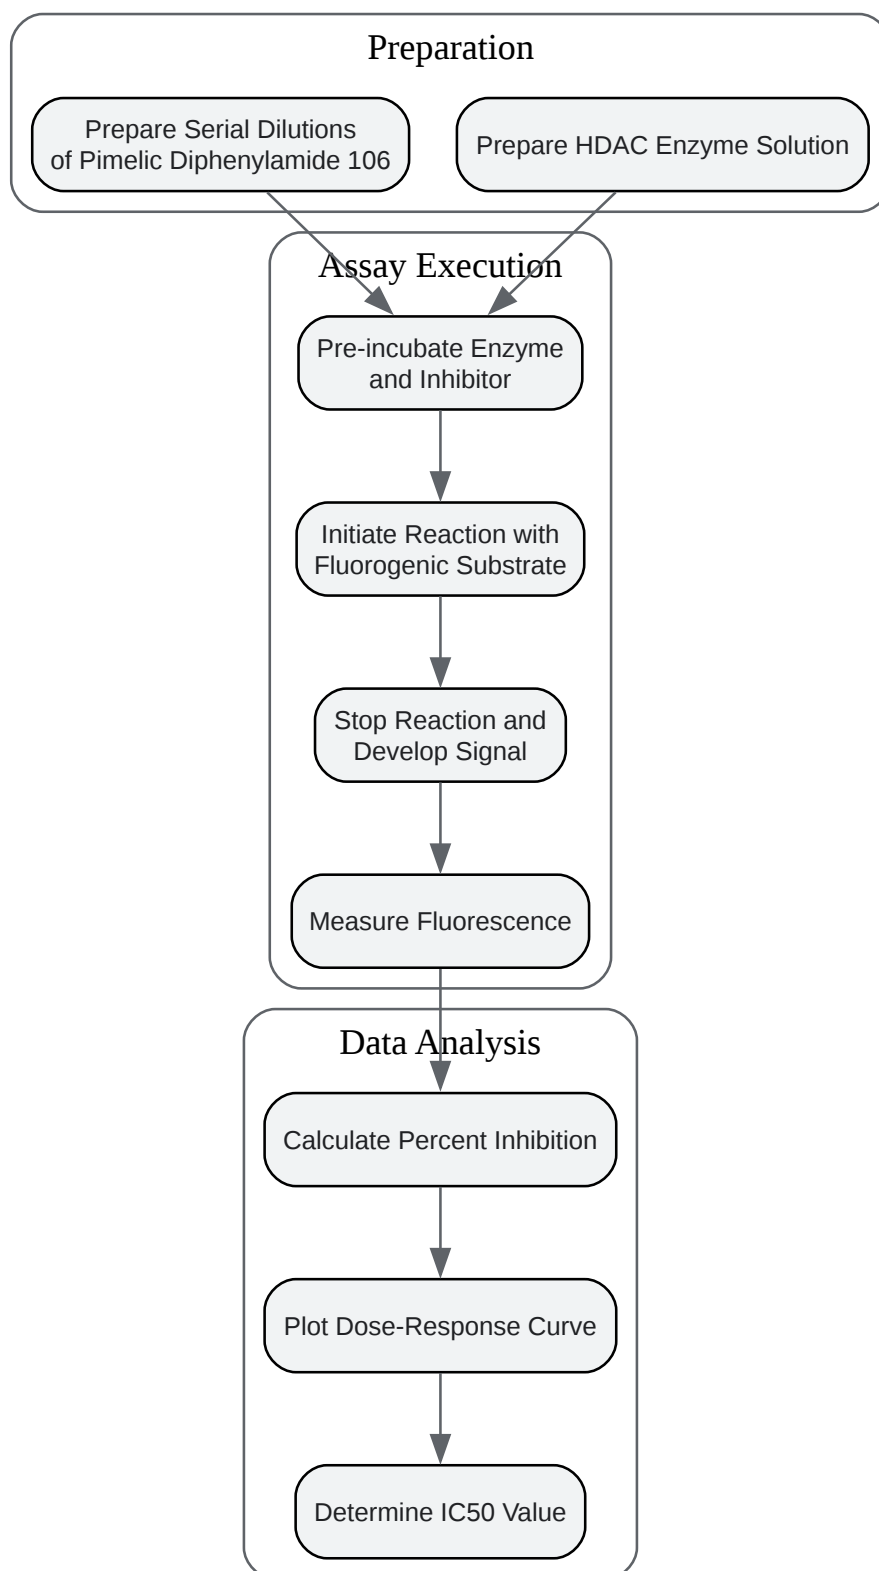 Preparation
Prepare Serial Dilutions
of Pimelic Diphenylamide 106
Prepare HDAC Enzyme Solution
Assay Execution
Pre-incubate Enzyme
and Inhibitor
Initiate Reaction with
Fluorogenic Substrate
Stop Reaction and
Develop Signal
Measure Fluorescence
Data Analysis
Calculate Percent Inhibition
Plot Dose-Response Curve
Determine IC50 Value